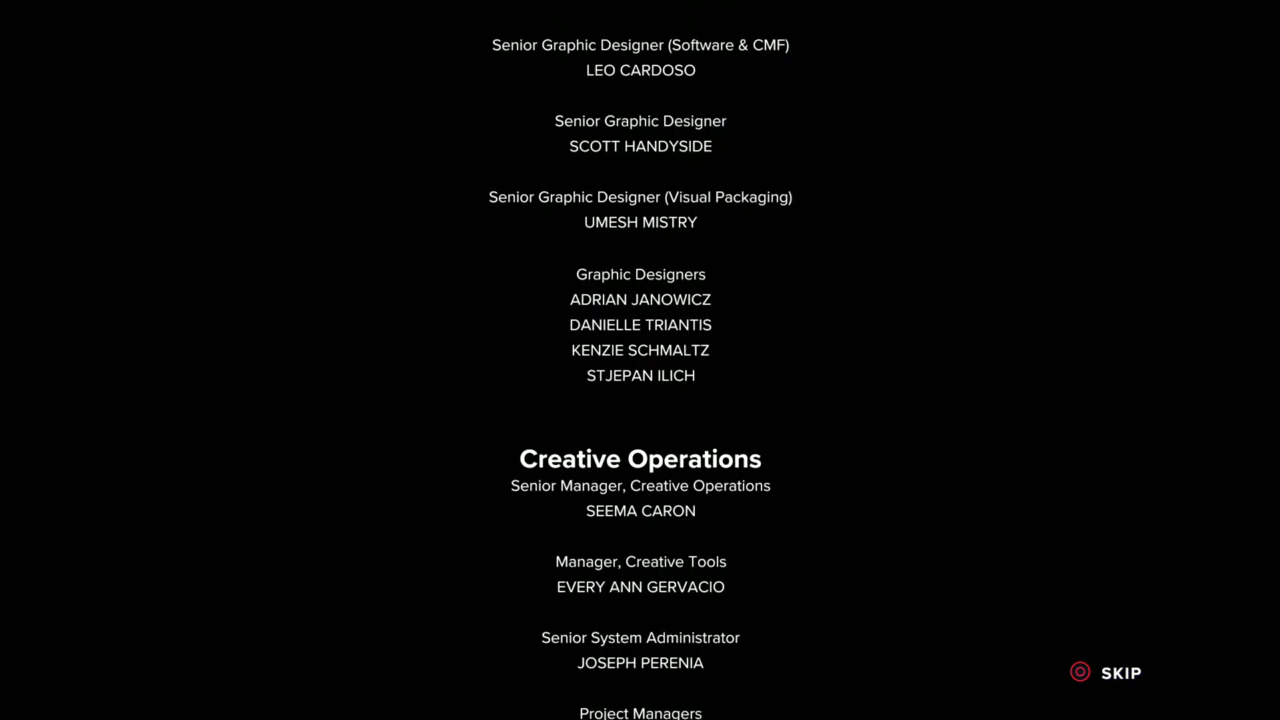 Senior Graphic Designer (Software & CMF)
LEO CARDOSO
Senior Graphic Designer
SCOTT HANDYSIDE
Senior Graphic Designer (Visual Packaging)
UMESH MISTRY
Graphic Designers
ADRIAN JANOWICZ
DANIELLE TRIANTIS
KENZIE SCHMALTZ
STJEPAN ILICH
Creative Operations
Senior Manager, Creative Operations
SEEMA CARON
Manager, Creative Tools
EVERY ANN GERVACIO
Senior System Administrator
JOSEPH PERENIA
SKIP
Project Managers